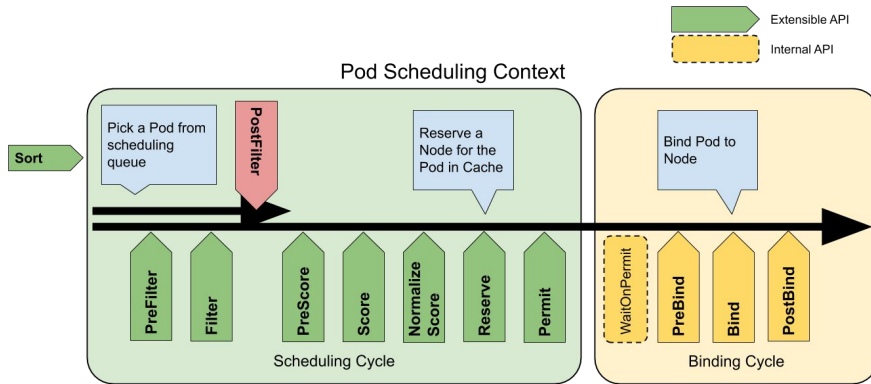 Extensible API
Internal API
Pod Scheduling Context
Sort
Pick a Pod from
scheduling
queue
PostFilter
Reserve a
Node for the
Pod in Cache
Bind Pod to
Node
PreFilter
Filter
PreScore
Score
Normalize
Score
Reserve
Permit
WaitOnPermit
PreBind
Bind
PostBind
Scheduling Cycle
Binding Cycle